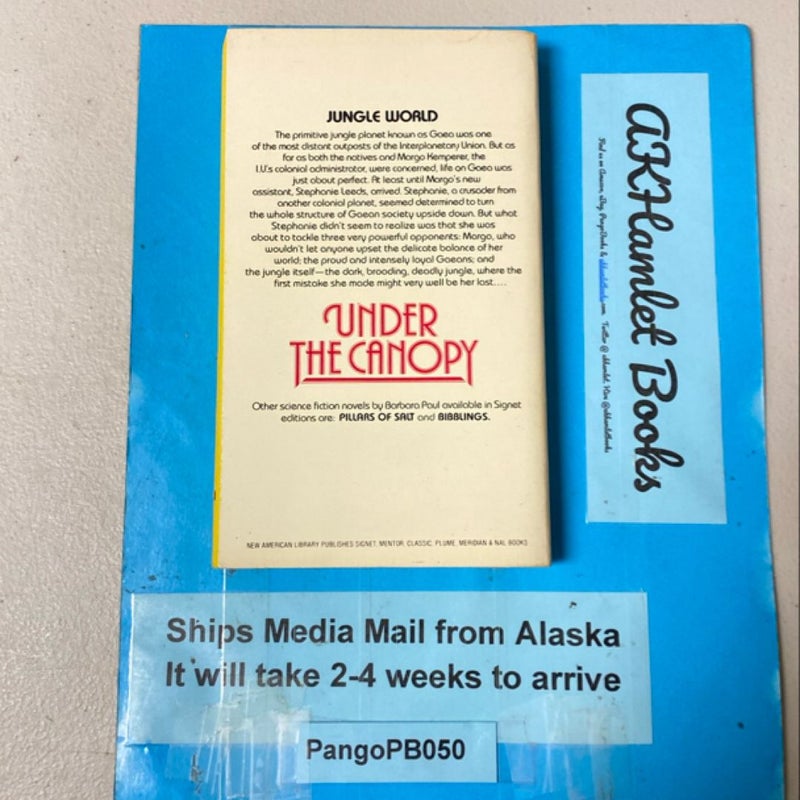 JUNGLE WORLD
The primitive jungle planet known as Gaea was one
of the most distant outposts of the Interplanetary Union. But as
far as both the natives and Margo Kemperer, the
I.U.'s colonial administrator, were concerned, life on Gaea was
just about perfect. At least until Margo's new
assistant, Stephanie Leeds, arrived. Stephanie, a crusader from
another colonial planet, seemed determined to turn
the whole structure of Gaean society upside down. But what
Stephanie didn't seem to realize was that she was
about to tackle three very powerful opponents: Margo, who
wouldn't let anyone upset the delicate balance of her
world; the proud and intensely loyal Gaeans; and
the jungle itself—the dark, brooding, deadly jungle, where the
first mistake she made might very well be her last....
UNDER
THE CANOPY
Other science fiction novels by Barbara Paul available in Signet
editions are: PILLARS OF SALT and BIBBLINGS.
NEW AMERICAN LIBRARY PUBLISHES SIGNET, MENTOR, CLASSIC, PLUME, MERIDIAN & NAL BOOKS
AKHamlet Books
Find us on Amazon, eBay, PangoBooks &
Ships Media Mail from Alaska
It will take 2-4 weeks to arrive
PangoPB050